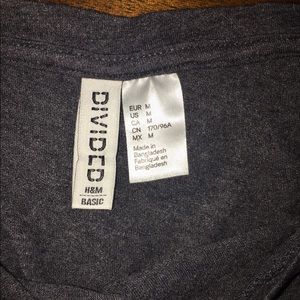 DIVIDED
H&M
BASIC
EUR M
US M
CA M
CN 170/96A
MX M
Made in
Bangladesh
Fabriqué en
Bangladesh